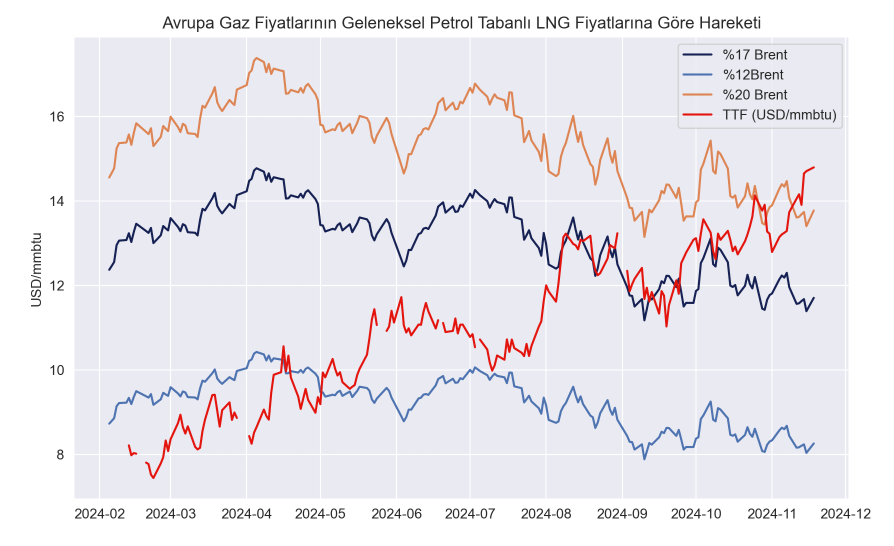 Avrupa Gaz Fiyatlarının Geleneksel Petrol Tabanlı LNG Fiyatlarına Göre Hareketi
%17 Brent
%12Brent
%20 Brent
TTF (USD/mmbtu)
USD/mmbtu
16
14
12
10
8
2024-02 2024-03 2024-04 2024-05 2024-06 2024-07 2024-08 2024-09 2024-10 2024-11 2024-12